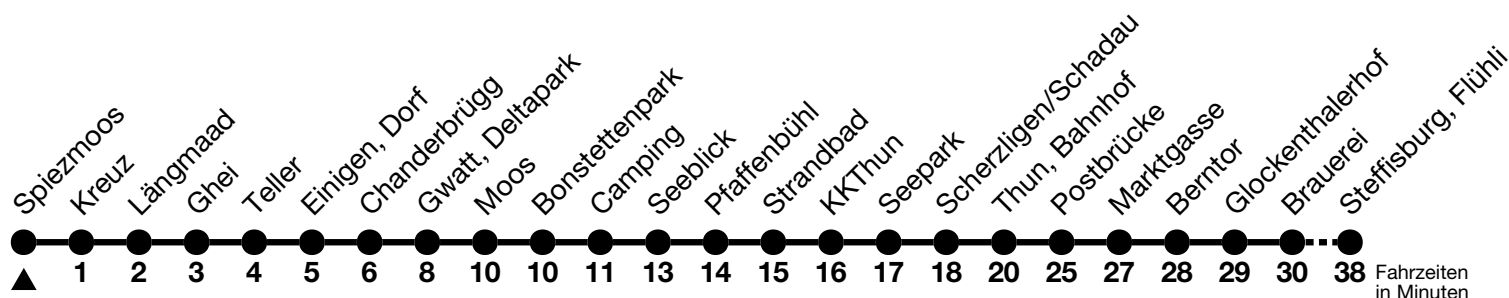 Spiezmoos
Kreuz
Längmaad
Ghei
Teller
Einigen, Dorf
Chanderbrügg
Gwatt, Deltapark
Moos
Bonstettenpark
Camping
Seeblick
Pfaffenbühl
Strandbad
KKThun
Seepark
Scherzligen/Schadau
Thun, Bahnhof
Postbrücke
Marktgasse
Berntor
Glockenthalerhof
Brauerei
Steffisburg, Flühli
1 2 3 4 5 6 8 10 10 11 13 14 15 16 17 18 20 25 27 28 29 30 38 Fahrzeiten
in Minuten